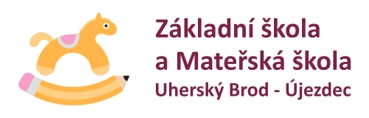 Základní škola
a Mateřská škola
Uherský Brod - Újezdec